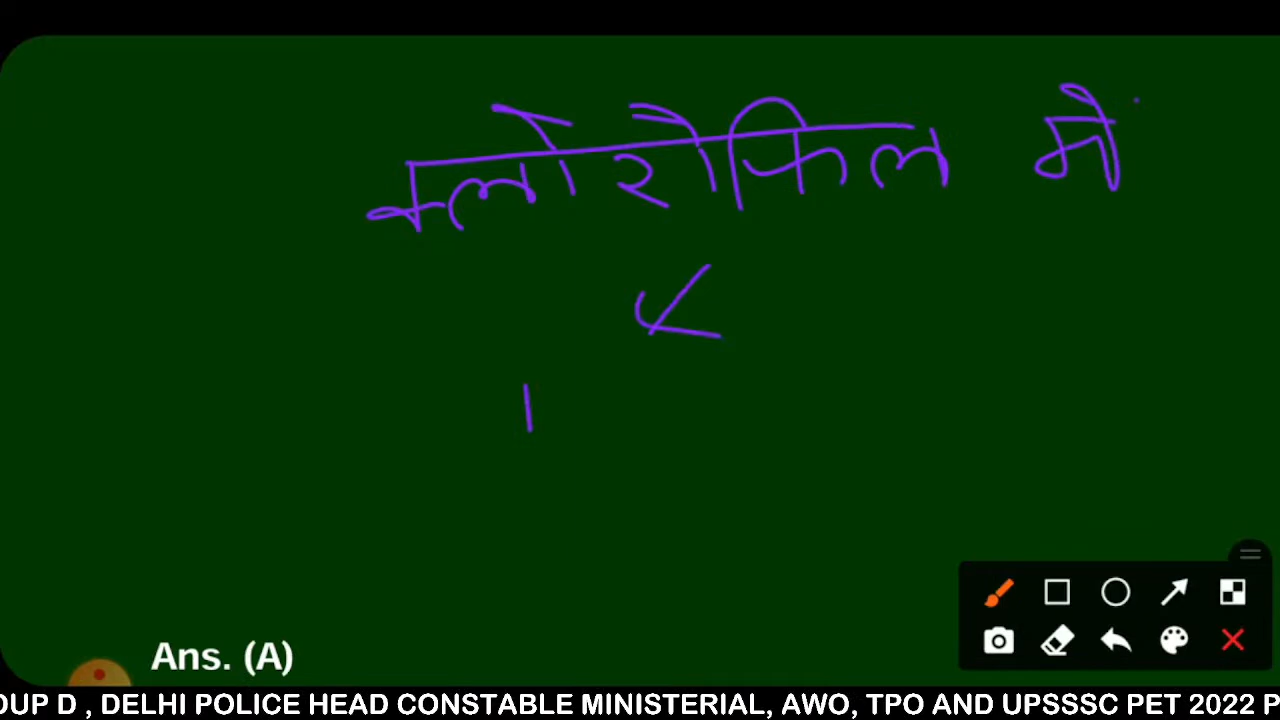 क्लोरोफिल में
Ans. (A)
OUP D , DELHI POLICE HEAD CONSTABLE MINISTERIAL, AWO, TPO AND UPSSSC PET 2022 P